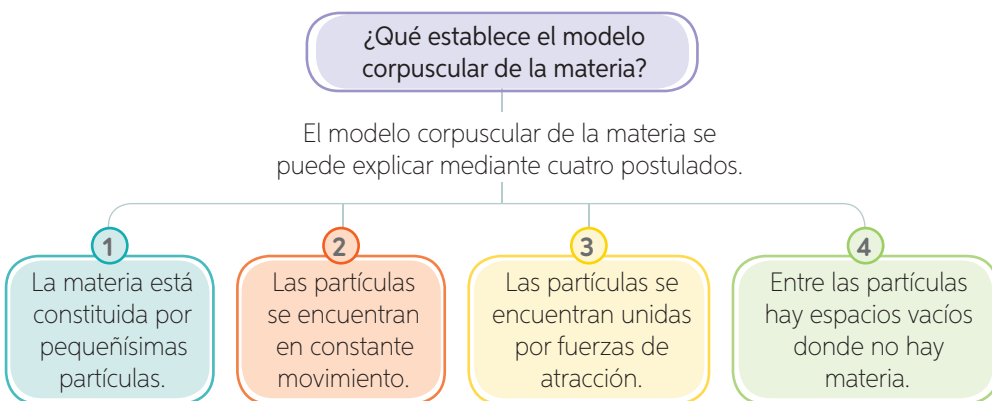 ¿Qué establece el modelo
corpuscular de la materia?
El modelo corpuscular de la materia se
puede explicar mediante cuatro postulados.
1
La materia está
constituida por
pequeñísimas
partículas.
2
Las partículas
se encuentran
en constante
movimiento.
3
Las partículas se
encuentran unidas
por fuerzas de
atracción.
4
Entre las partículas
hay espacios vacíos
donde no hay
materia.